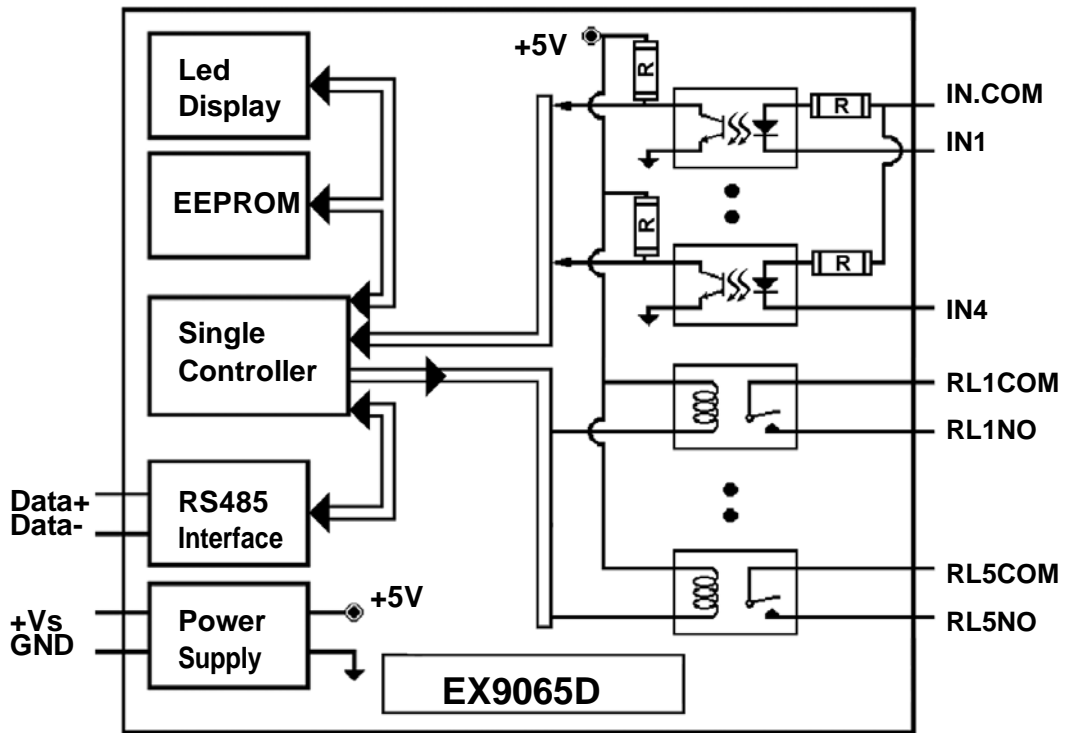 Led
Display
EEPROM
Single
Controller
RS485
Interface
Power
Supply
Data+
Data-
+Vs
GND
+5V
+5V
R
R
R
R
IN.COM
IN1
IN4
RL1COM
RL1NO
RL5COM
RL5NO
EX9065D